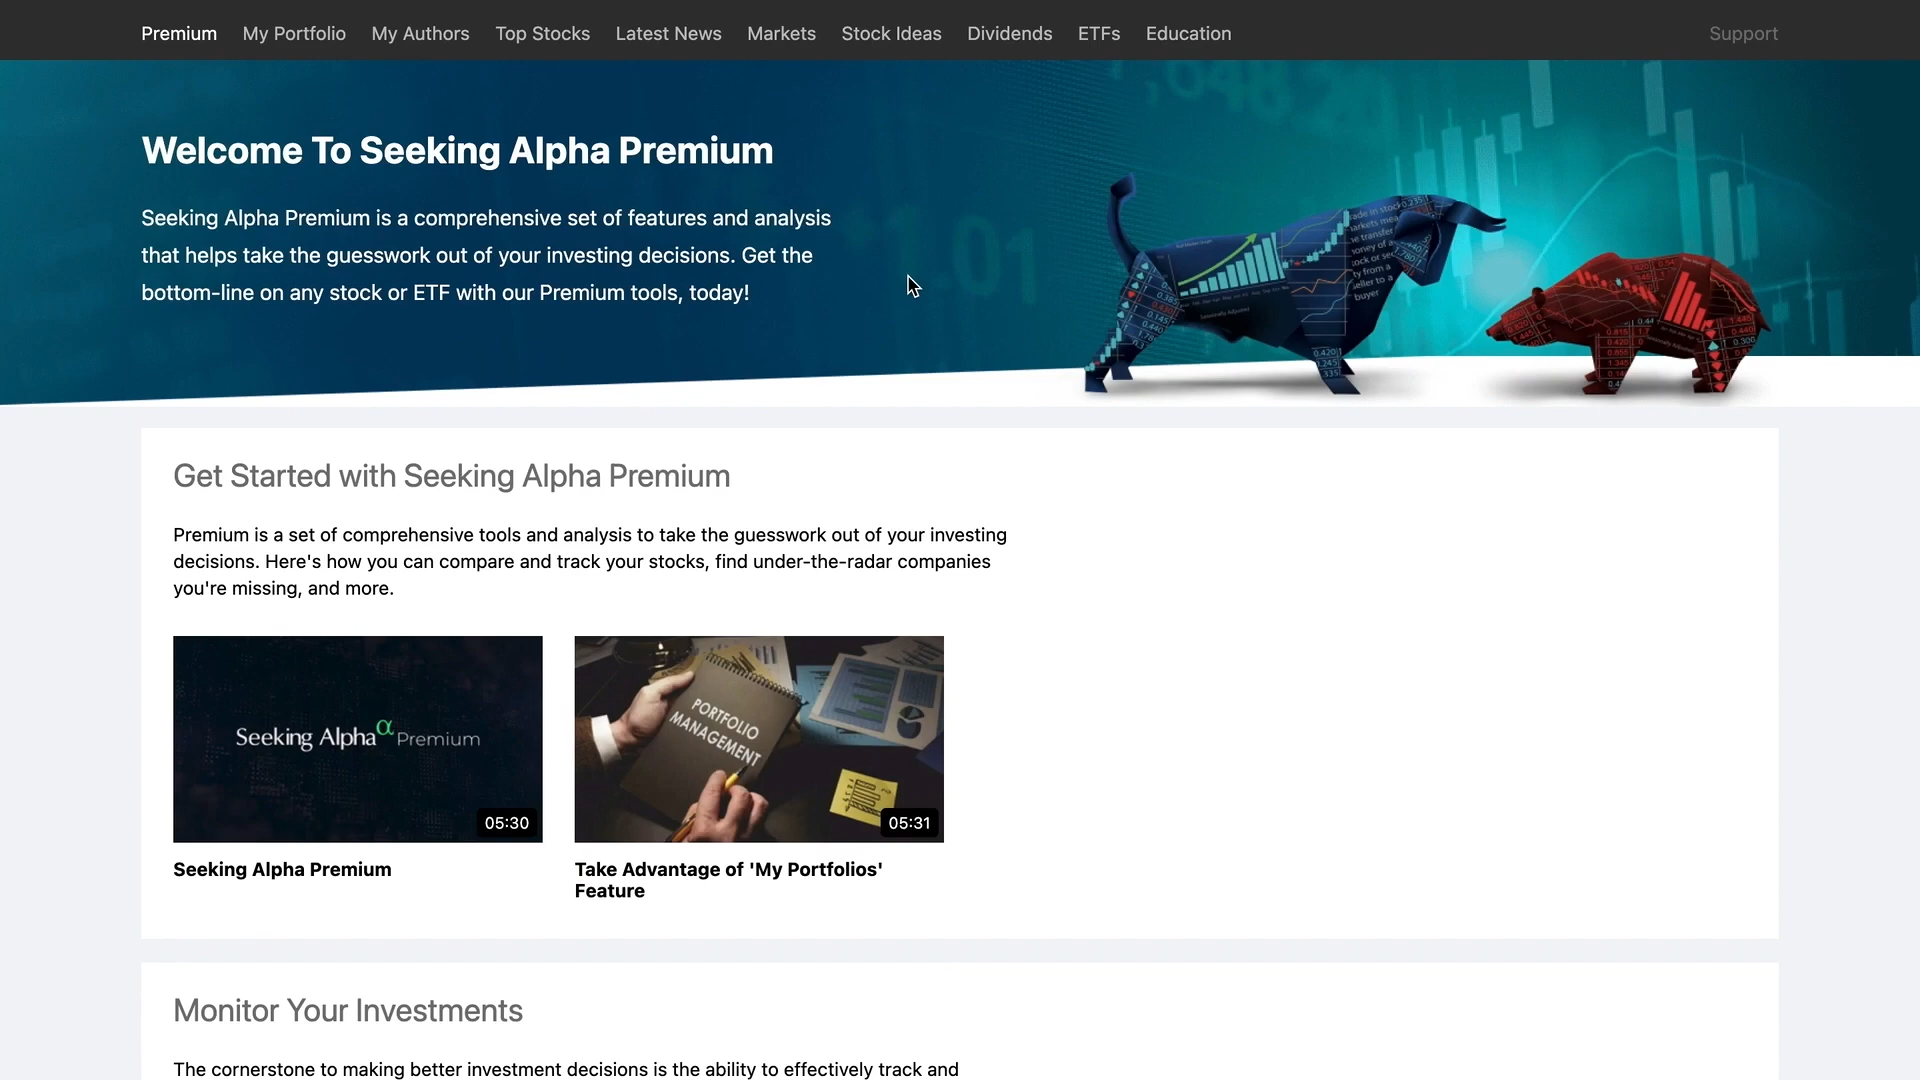 Premium My Portfolio My Authors Top Stocks Latest News Markets Stock Ideas Dividends ETFs Education Support
Welcome To Seeking Alpha Premium
Seeking Alpha Premium is a comprehensive set of features and analysis
that helps take the guesswork out of your investing decisions. Get the
bottom-line on any stock or ETF with our Premium tools, today!
Get Started with Seeking Alpha Premium
Premium is a set of comprehensive tools and analysis to take the guesswork out of your investing
decisions. Here's how you can compare and track your stocks, find under-the-radar companies
you're missing, and more.
Seeking Alpha α Premium
05:30
PORTFOLIO
MANAGEMENT
05:31
Seeking Alpha Premium
Take Advantage of 'My Portfolios'
Feature
Monitor Your Investments
The cornerstone to making better investment decisions is the ability to effectively track and